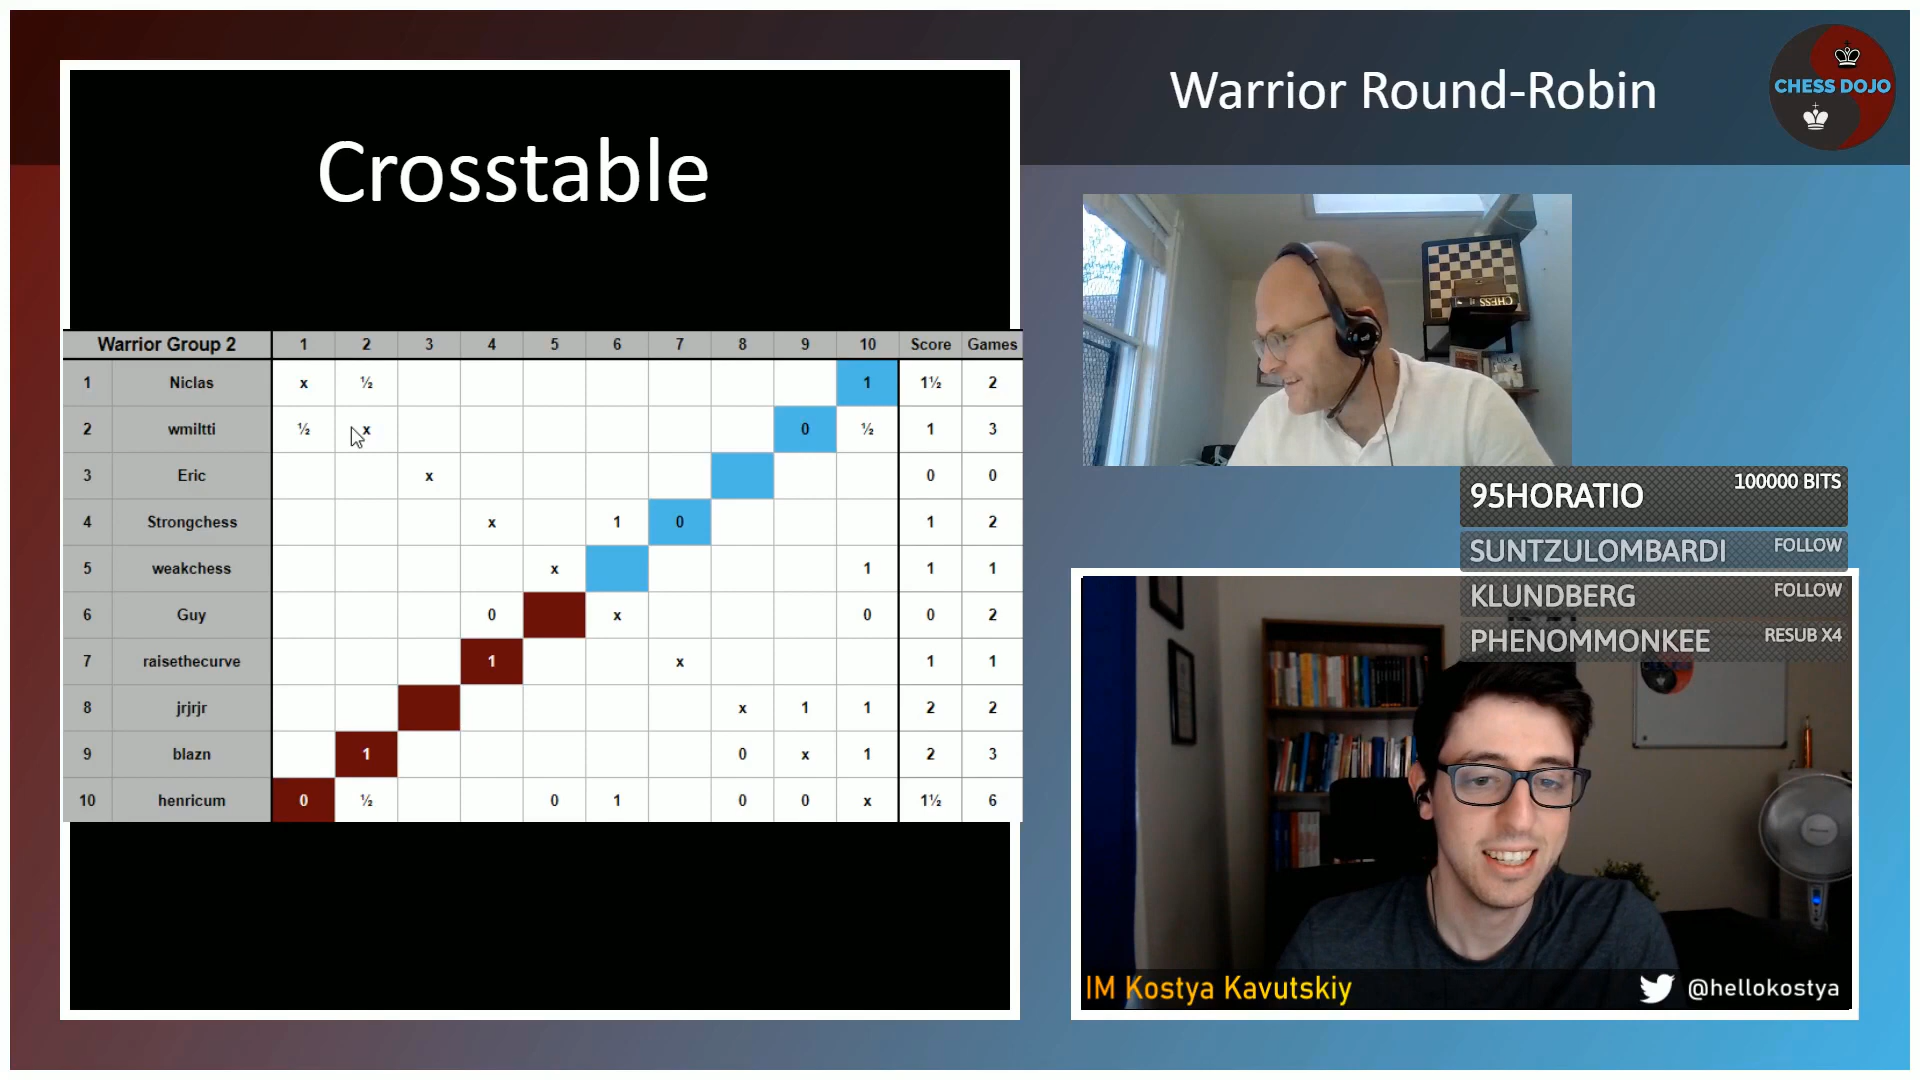 Warrior Round-Robin
CHESS DOJO
Crosstable
Warrior Group 2 1 2 3 4 5 6 7 8 9 10 Score Games
1 Niclas x ½ 1 1½ 2
2 wmiltti ½ x 0 ½ 1 3
3 Eric x 0 0
4 Strongchess x 1 0 1 2
5 weakchess x 1 1 1
6 Guy 0 x 0 0 2
7 raisethecurve 1 x 1 1
8 jrjrjr x 1 1 2 2
9 blazn 1 0 x 1 2 3
10 henricum 0 ½ 0 1 0 0 x 1½ 6
CHESS
95HORATIO 100000 BITS
SUNTZULOMBARDI FOLLOW
KLUNDBERG FOLLOW
PHENOMMONKEE RESUB X4
IM Kostya Kavutskiy @hellokostya